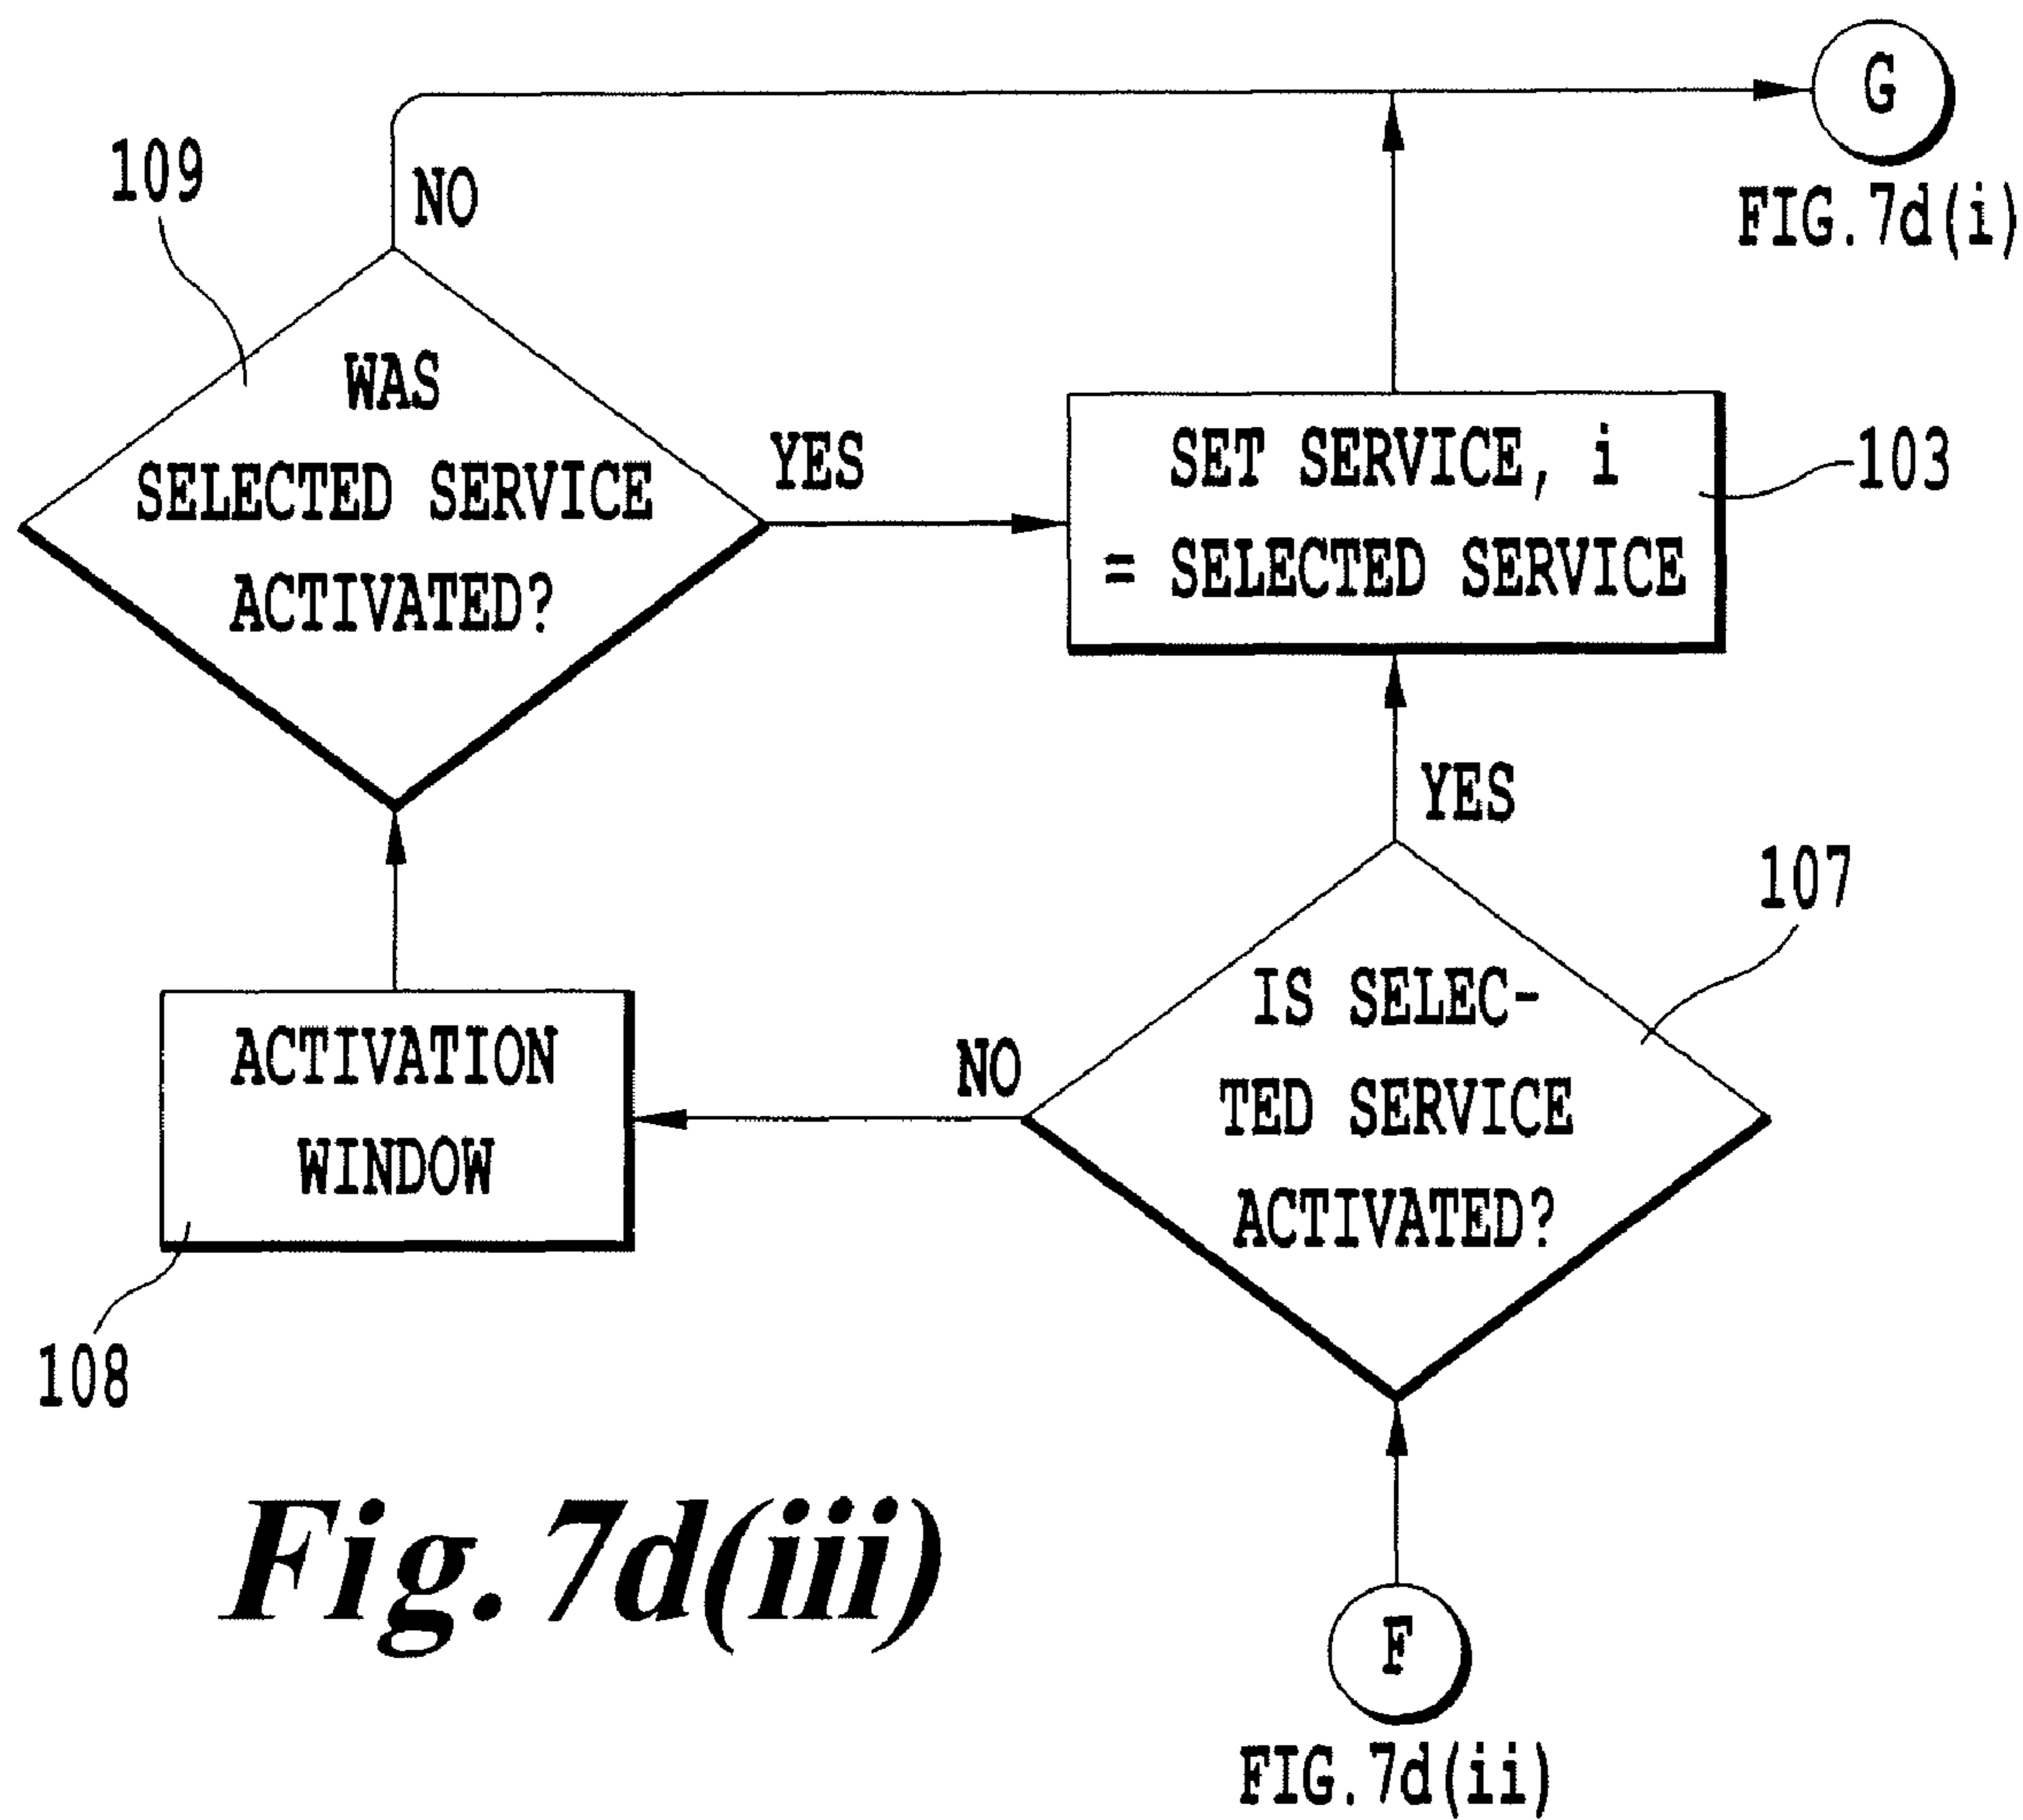 G
FIG.7d(i)
109
NO
WAS
SELECTED SERVICE
ACTIVATED?
YES
SET SERVICE, i
= SELECTED SERVICE
103
YES
107
IS SELEC-
TED SERVICE
ACTIVATED?
NO
ACTIVATION
WINDOW
108
Fig. 7d(iii)
F
FIG.7d(ii)